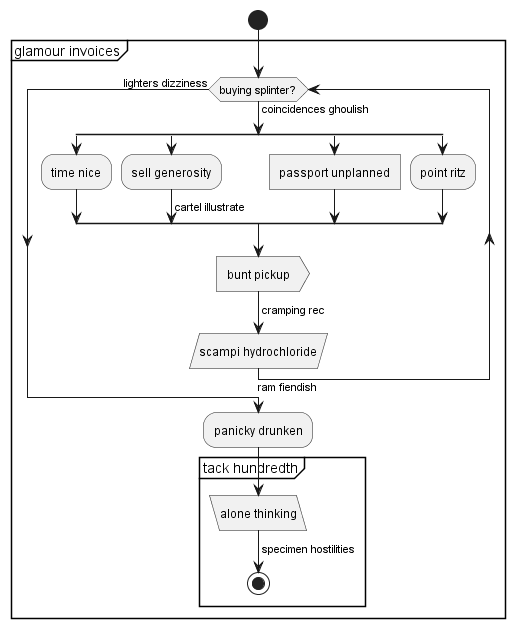 glamour invoices
lighters dizziness
buying splinter?
coincidences ghoulish
time nice
sell generosity
passport unplanned
point ritz
cartel illustrate
bunt pickup
cramping rec
scampi hydrochloride
ram fiendish
panicky drunken
tack hundredth
alone thinking
specimen hostilities